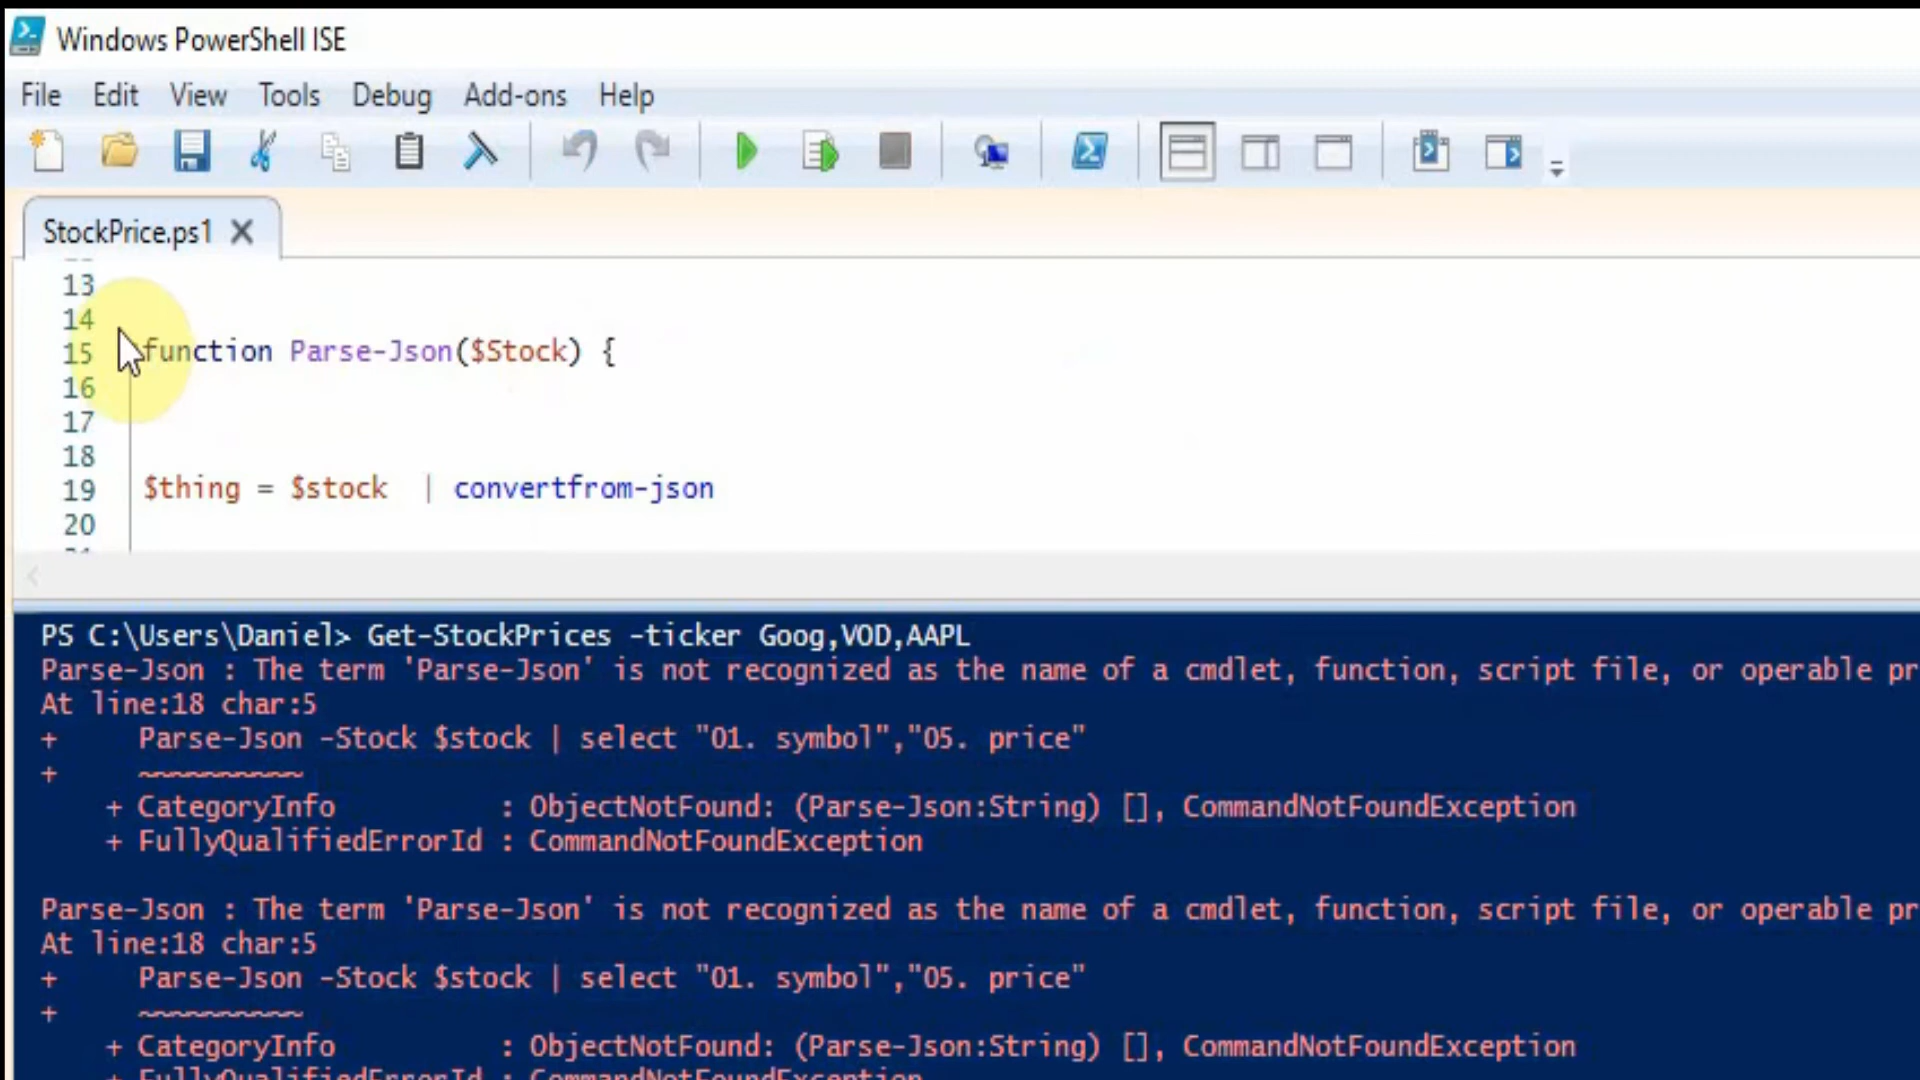 Windows PowerShell ISE
File Edit View Tools Debug Add-ons Help
StockPrice.ps1
13
14
15 function Parse-Json($Stock) {
16
17
18
19 $thing = $stock | convertfrom-json
20
PS C:\Users\Daniel> Get-StockPrices -ticker Goog,VOD,AAPL
Parse-Json : The term 'Parse-Json' is not recognized as the name of a cmdlet, function, script file, or operable pr
At line:18 char:5
+ Parse-Json -Stock $stock | select "01. symbol","05. price"
+ ~~~~~~~~~~
+ CategoryInfo : ObjectNotFound: (Parse-Json:String) [], CommandNotFoundException
+ FullyQualifiedErrorId : CommandNotFoundException
Parse-Json : The term 'Parse-Json' is not recognized as the name of a cmdlet, function, script file, or operable pr
At line:18 char:5
+ Parse-Json -Stock $stock | select "01. symbol","05. price"
+ ~~~~~~~~~~
+ CategoryInfo : ObjectNotFound: (Parse-Json:String) [], CommandNotFoundException
+ FullyQualifiedErrorId : CommandNotFoundException